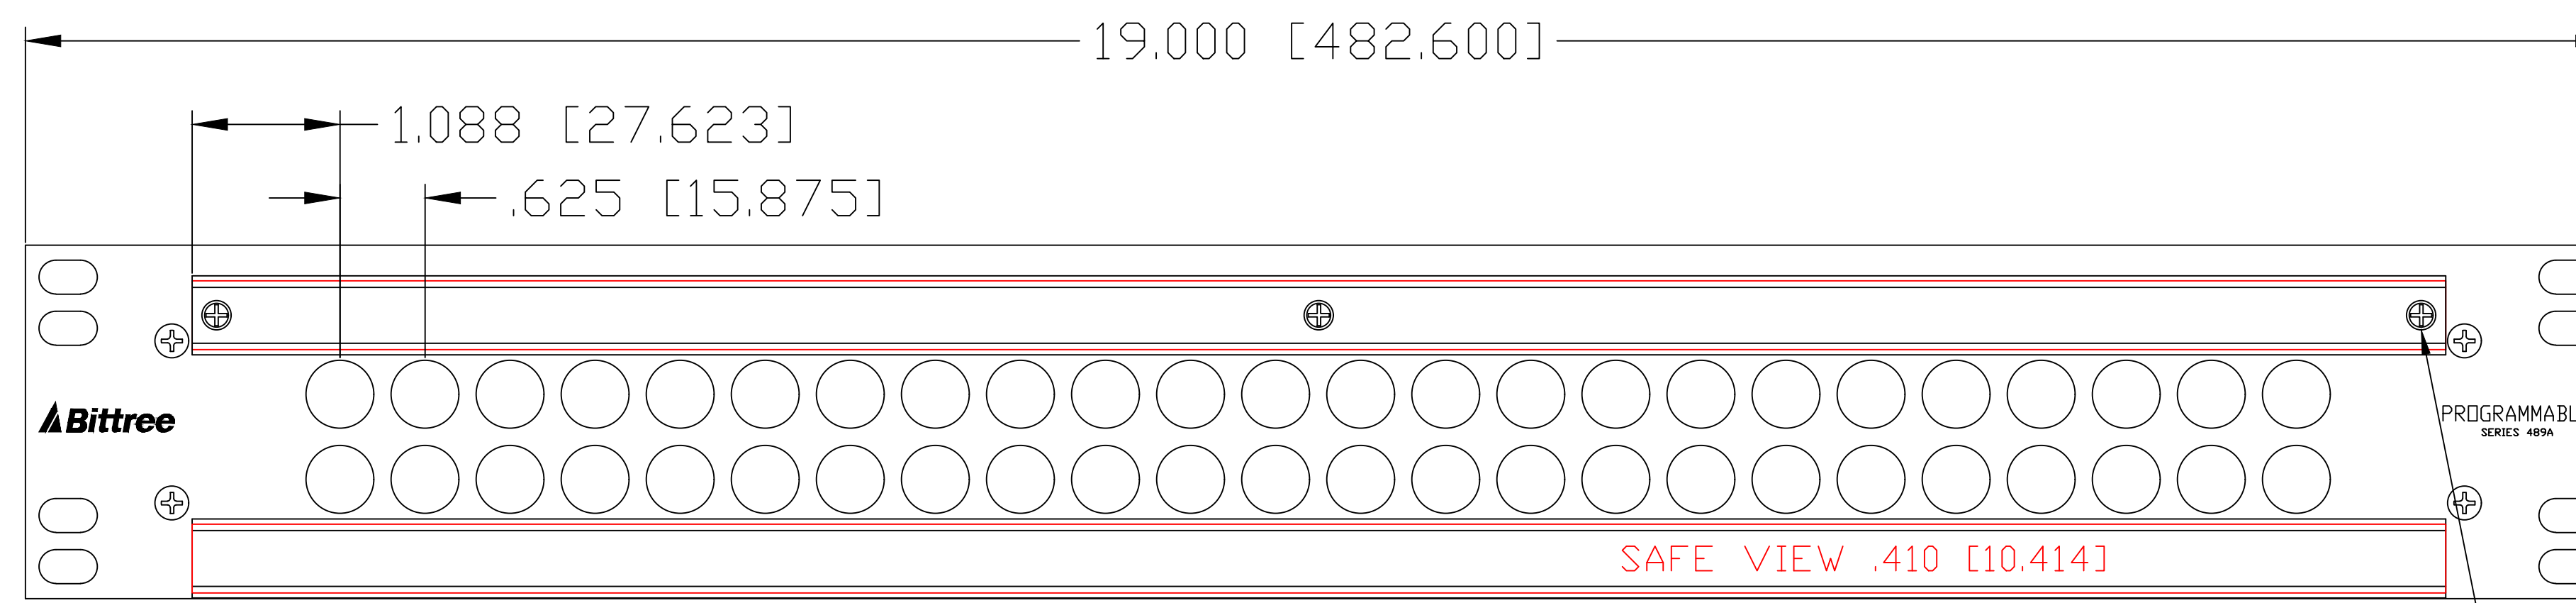 19.000 [482.600]
1.088 [27.623]
.625 [15.875]
Bittree
PROGRAMMABL
SERIES 489A
SAFE VIEW .410 [10.414]